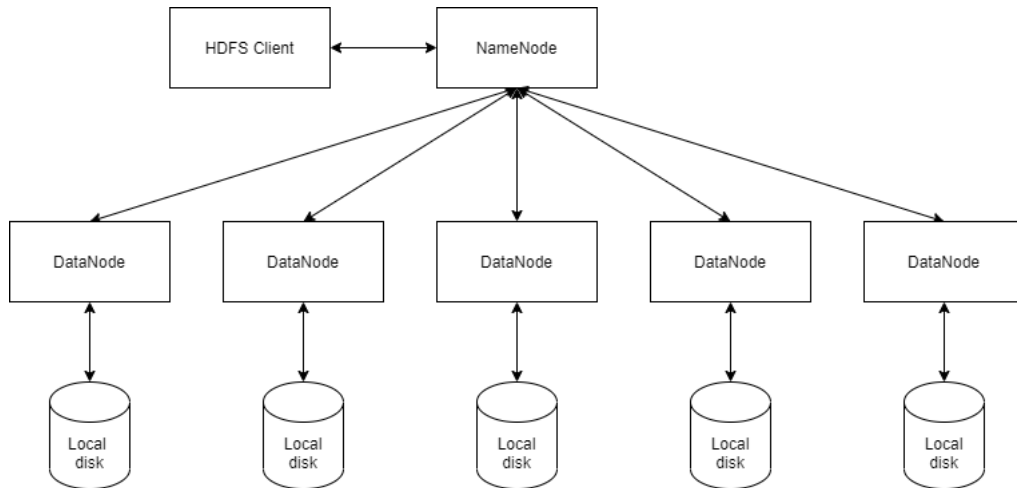 HDFS Client
NameNode
DataNode
DataNode
DataNode
DataNode
DataNode
Local
disk
Local
disk
Local
disk
Local
disk
Local
disk